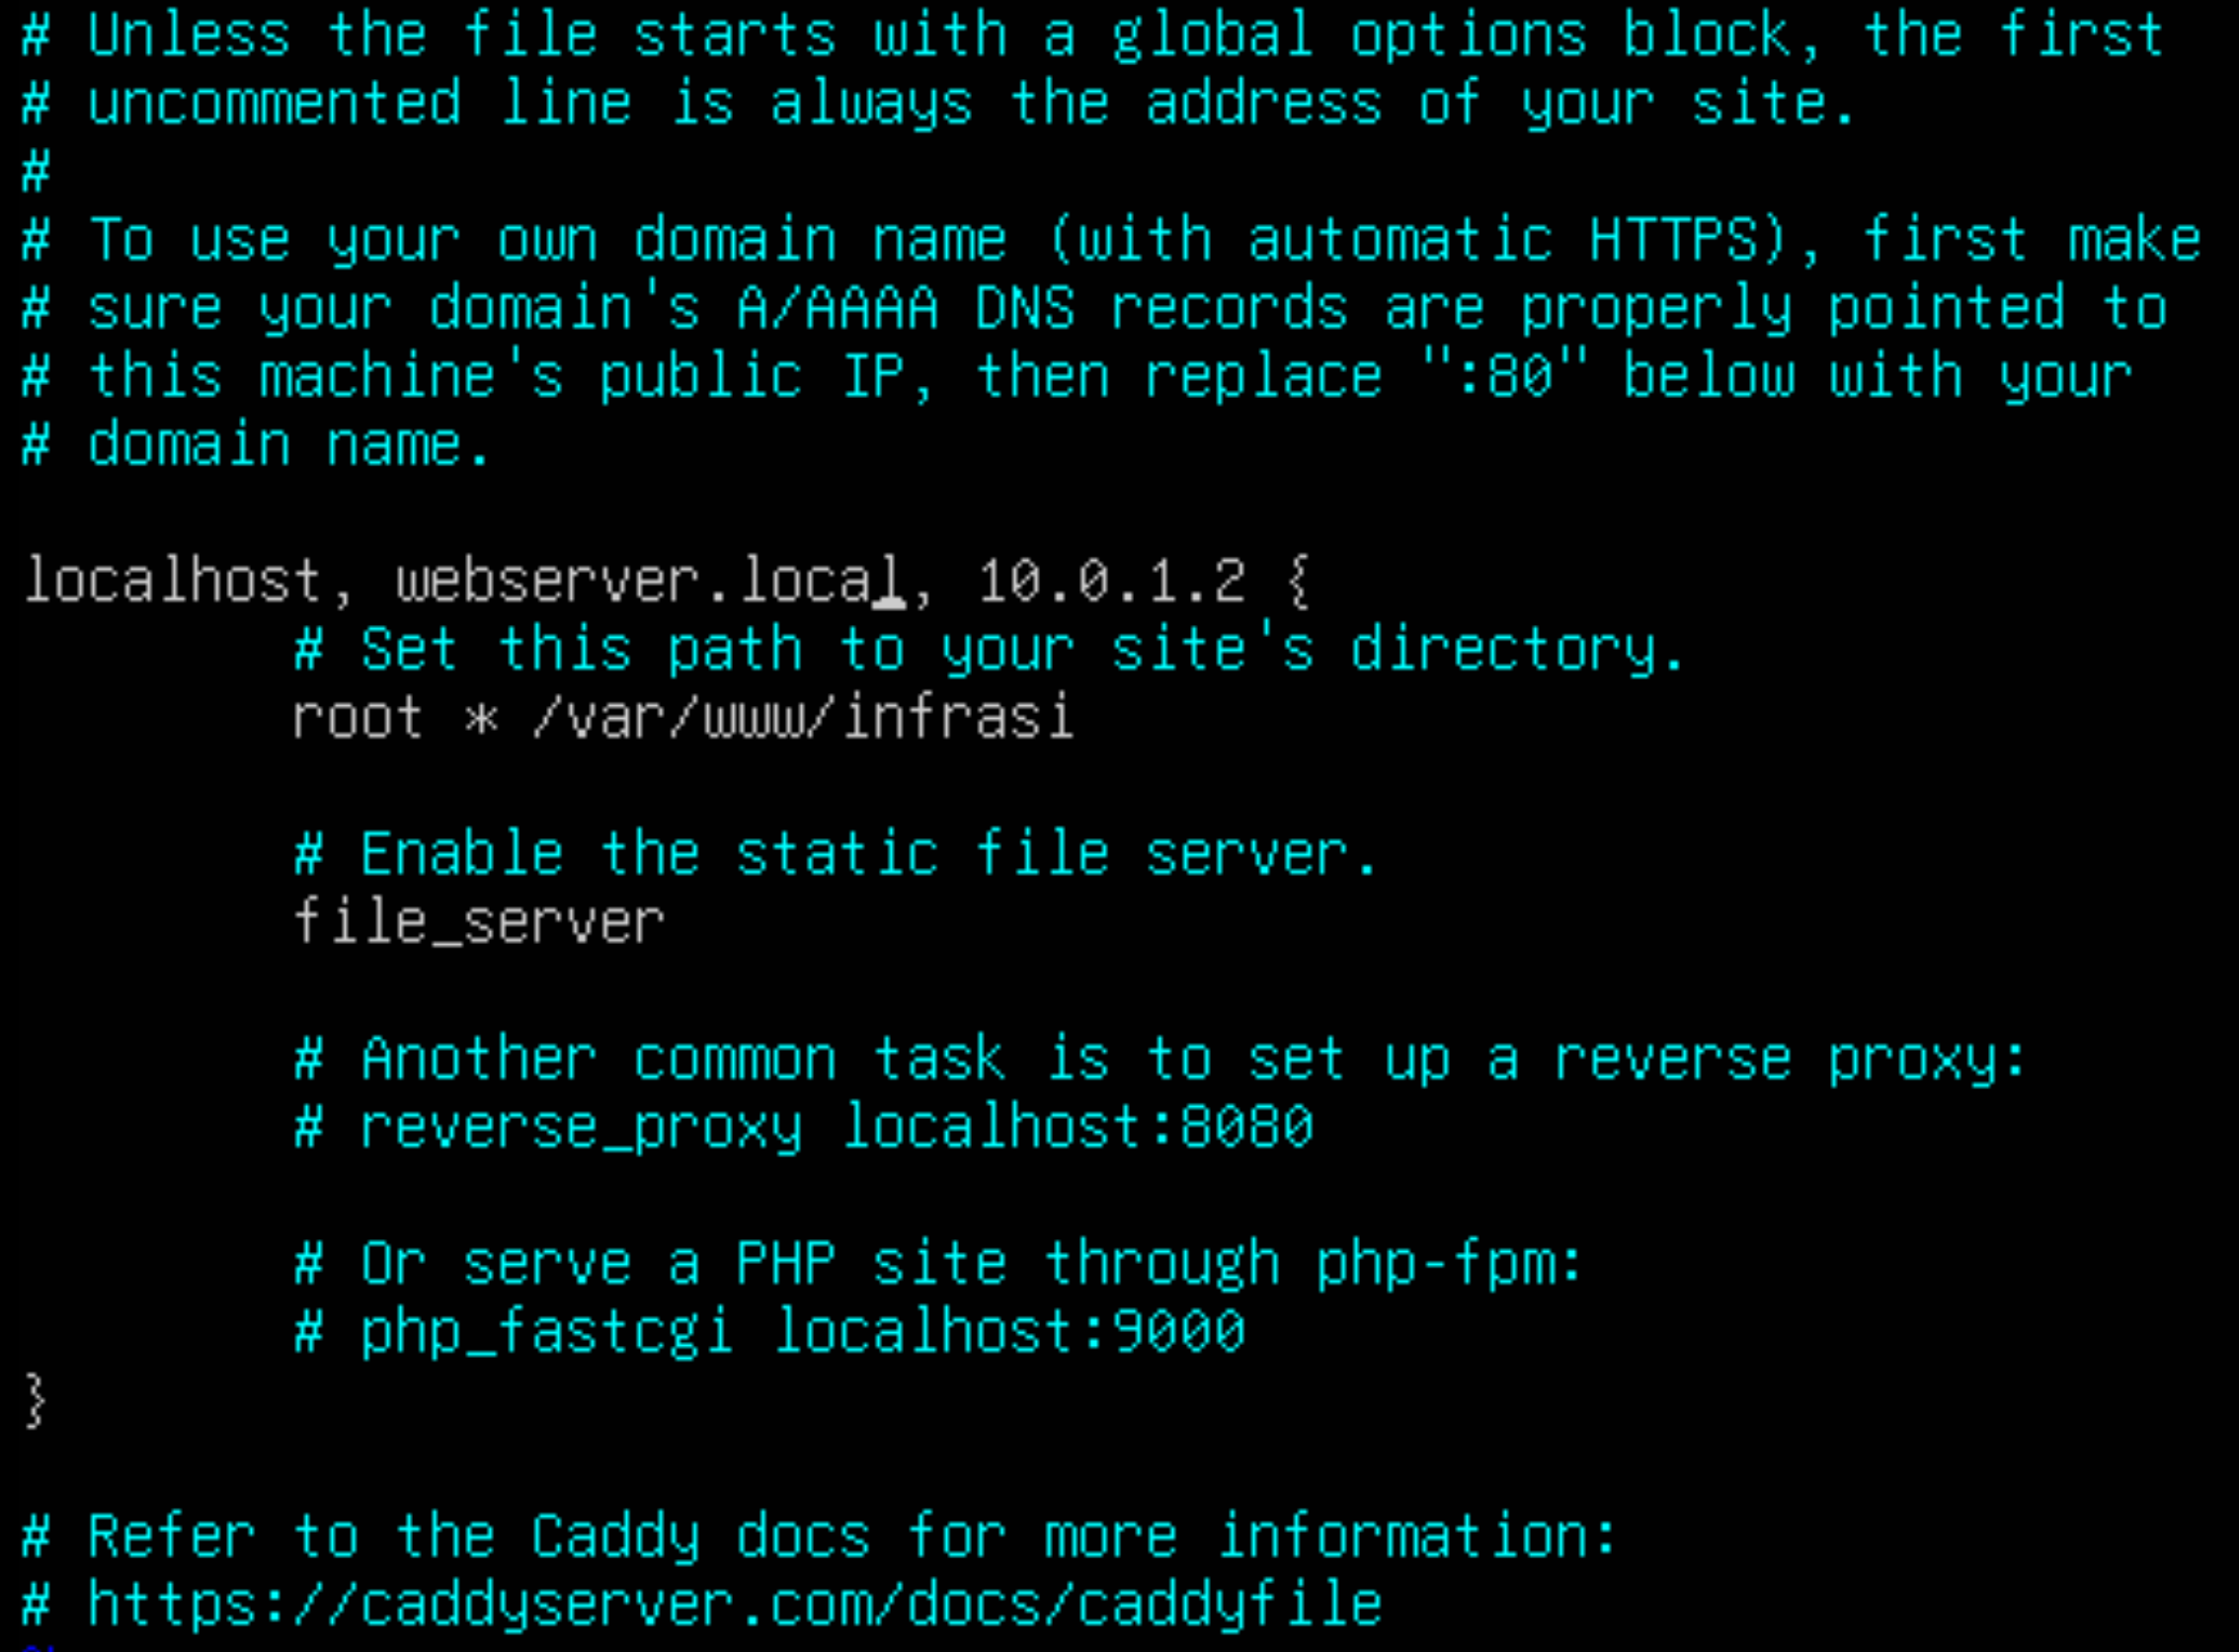 # Unless the file starts with a global options block, the first
# uncommented line is always the address of your site.
#
# To use your own domain name (with automatic HTTPS), first make
# sure your domain's A/AAAA DNS records are properly pointed to
# this machine's public IP, then replace ":80" below with your
# domain name.
localhost, webserver.local, 10.0.1.2 {
# Set this path to your site's directory.
root * /var/www/infrasi
# Enable the static file server.
file_server
# Another common task is to set up a reverse proxy:
# reverse_proxy localhost:8080
# Or serve a PHP site through php-fpm:
# php_fastcgi localhost:9000
}
# Refer to the Caddy docs for more information:
# https://caddyserver.com/docs/caddyfile